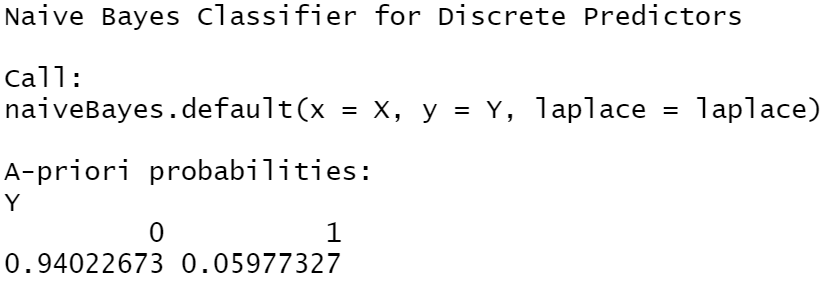 Naive Bayes Classifier for Discrete Predictors
Call:
naiveBayes.default(x = X, y = Y, laplace = laplace)
A-priori probabilities:
Y
0 1
0.94022673 0.05977327